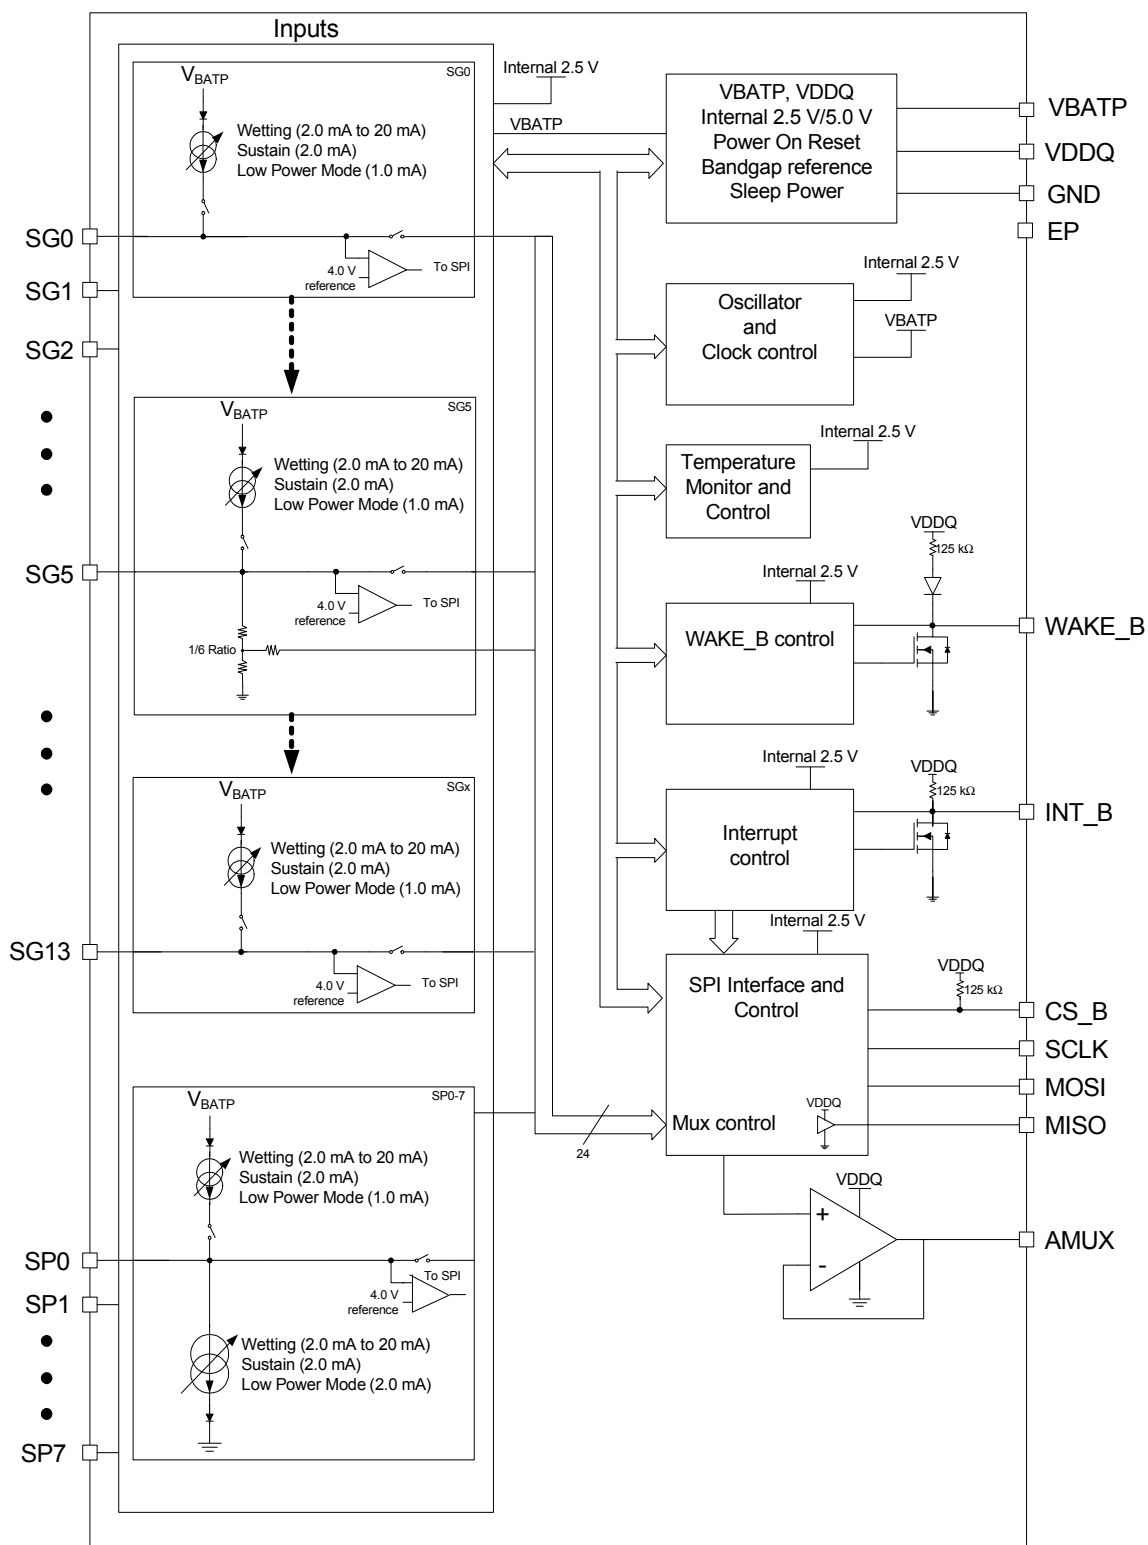 Inputs
SG0
VBATP
Wetting (2.0 mA to 20 mA)
Sustain (2.0 mA)
Low Power Mode (1.0 mA)
To SPI
4.0 V
reference
SG5
VBATP
Wetting (2.0 mA to 20 mA)
Sustain (2.0 mA)
Low Power Mode (1.0 mA)
To SPI
4.0 V
reference
1/6 Ratio
SGx
VBATP
Wetting (2.0 mA to 20 mA)
Sustain (2.0 mA)
Low Power Mode (1.0 mA)
To SPI
4.0 V
reference
SP0-7
VBATP
Wetting (2.0 mA to 20 mA)
Sustain (2.0 mA)
Low Power Mode (1.0 mA)
To SPI
4.0 V
reference
Wetting (2.0 mA to 20 mA)
Sustain (2.0 mA)
Low Power Mode (2.0 mA)
SG0
SG1
SG2
SG5
SG13
SP0
SP1
SP7
Internal 2.5 V
VBATP
VBATP, VDDQ
Internal 2.5 V/5.0 V
Power On Reset
Bandgap reference
Sleep Power
Internal 2.5 V
Oscillator
and
Clock control
VBATP
Internal 2.5 V
Temperature
Monitor and
Control
Internal 2.5 V
WAKE_B control
VDDQ
125 kΩ
Internal 2.5 V
Interrupt
control
VDDQ
125 kΩ
Internal 2.5 V
SPI Interface and
Control
VDDQ
125 kΩ
Mux control
VDDQ
24
VDDQ
+
-
VBATP
VDDQ
GND
EP
WAKE_B
INT_B
CS_B
SCLK
MOSI
MISO
AMUX